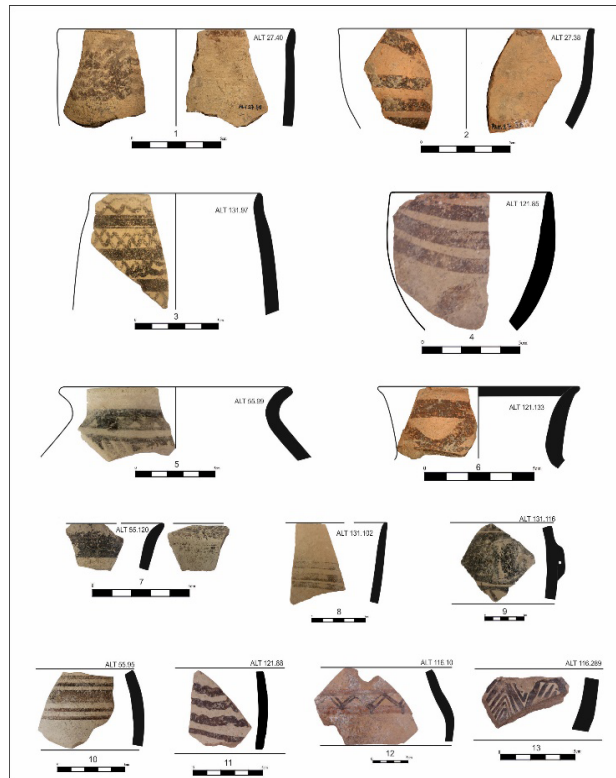 ALT 27.40
1
ALT 27.38
2
ALT 131.97
3
ALT 121.85
4
ALT 55.99
5
ALT 121.133
6
ALT 55.120
7
ALT 131.102
8
ALT 131.116
9
ALT 55.95
10
ALT 121.88
11
ALT 116.10
12
ALT 116.289
13